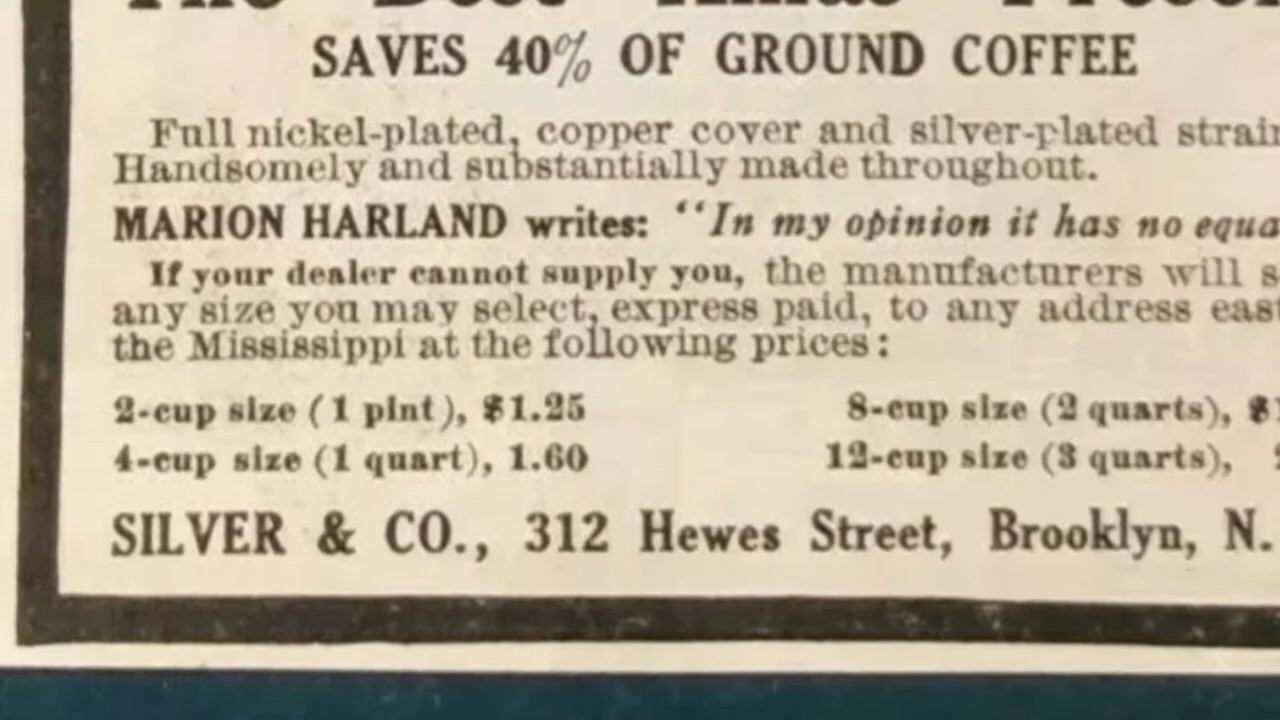 The Best Xmas
SAVES 40% OF GROUND COFFEE
Full nickel-plated, copper cover and silver-plated
Handsomely and substantially made throughout.
MARION HARLAND writes: “In my opinion it has no
If your dealer cannot supply you, the manufacturers will
any size you may select, express paid, to any address
the Mississippi at the following prices:
2-cup size (1 pint), $1.25 8-cup size (2 quarts),
4-cup size (1 quart), 1.60 12-cup size (3 quarts),
SILVER & CO., 312 Hewes Street, Brooklyn, N.